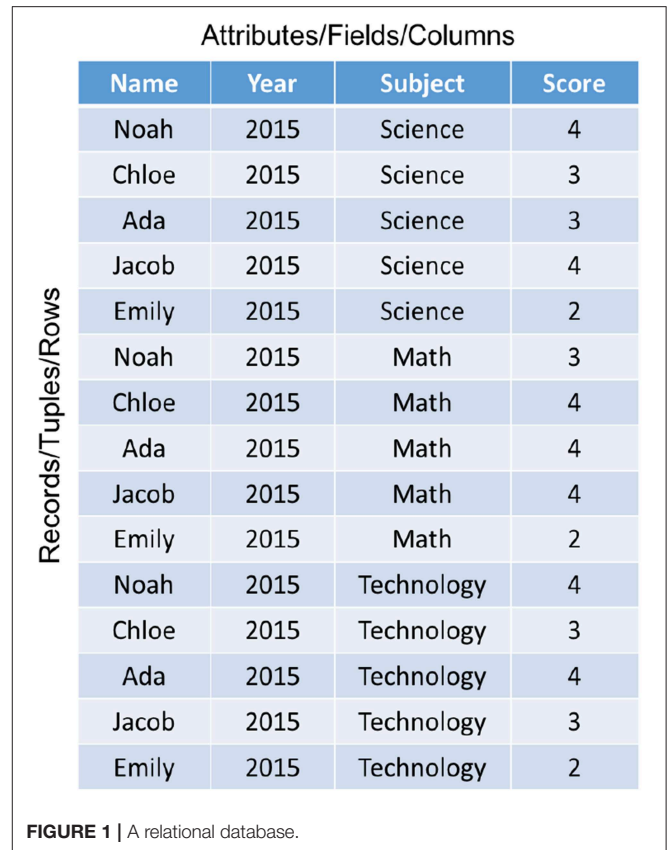 Attributes/Fields/Columns
Records/Tuples/Rows
Name Year Subject Score
Noah 2015 Science 4
Chloe 2015 Science 3
Ada 2015 Science 3
Jacob 2015 Science 4
Emily 2015 Science 2
Noah 2015 Math 3
Chloe 2015 Math 4
Ada 2015 Math 4
Jacob 2015 Math 4
Emily 2015 Math 2
Noah 2015 Technology 4
Chloe 2015 Technology 3
Ada 2015 Technology 4
Jacob 2015 Technology 3
Emily 2015 Technology 2
FIGURE 1 | A relational database.